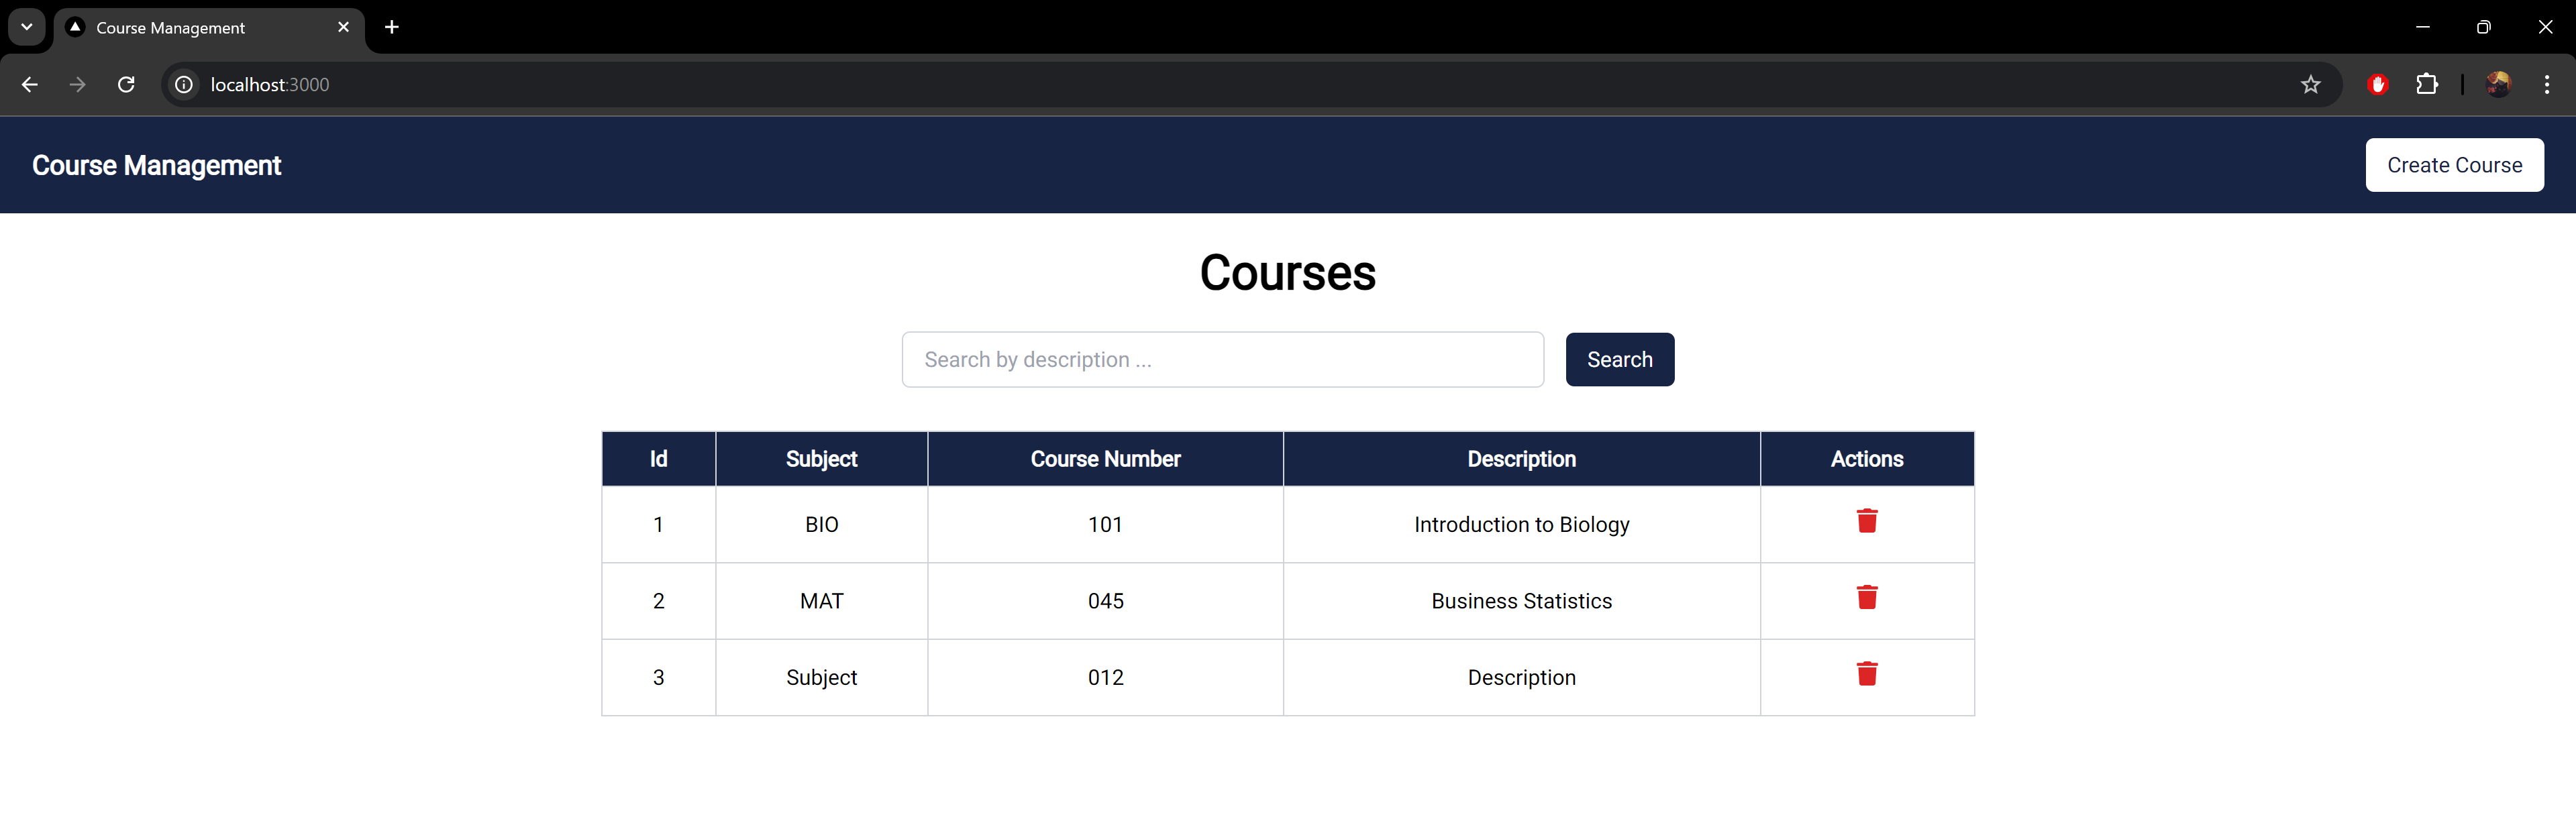 Course Management
localhost:3000
Course Management Create Course
Courses
Search by description ... Search
Id Subject Course Number Description Actions
1 BIO 101 Introduction to Biology
2 MAT 045 Business Statistics
3 Subject 012 Description